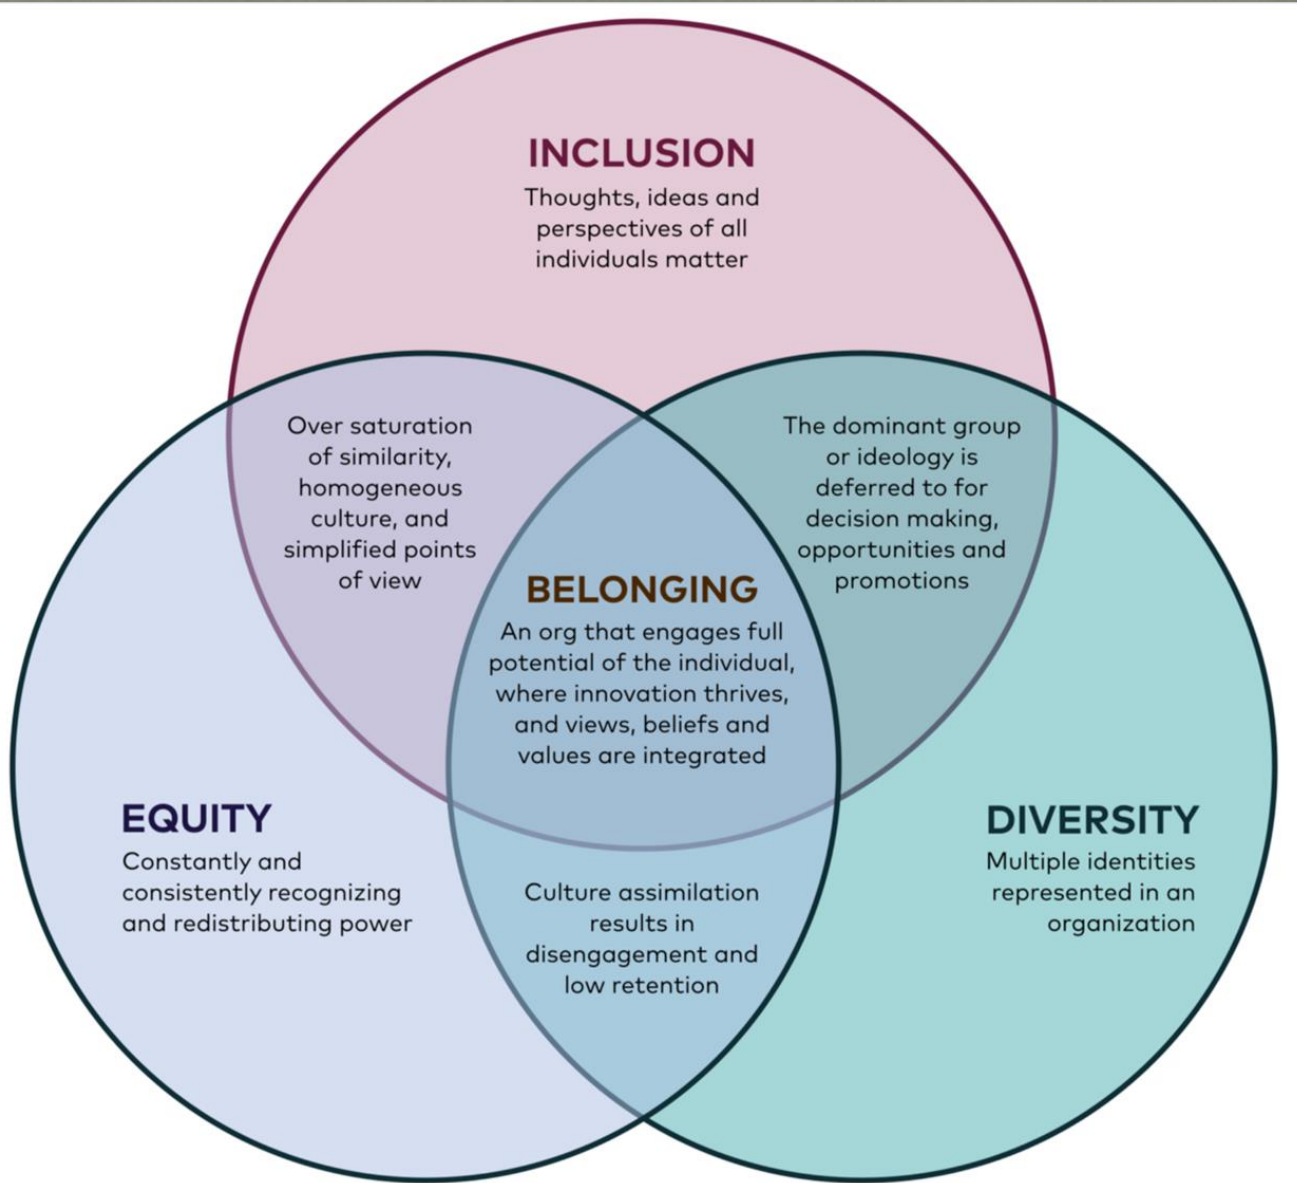 INCLUSION
Thoughts, ideas and
perspectives of all
individuals matter
Over saturation
of similarity,
homogeneous
culture, and
simplified points
of view
The dominant group
or ideology is
deferred to for
decision making,
opportunities and
promotions
BELONGING
An org that engages full
potential of the individual,
where innovation thrives,
and views, beliefs and
values are integrated
EQUITY
Constantly and
consistently recognizing
and redistributing power
DIVERSITY
Multiple identities
represented in an
organization
Culture assimilation
results in
disengagement and
low retention